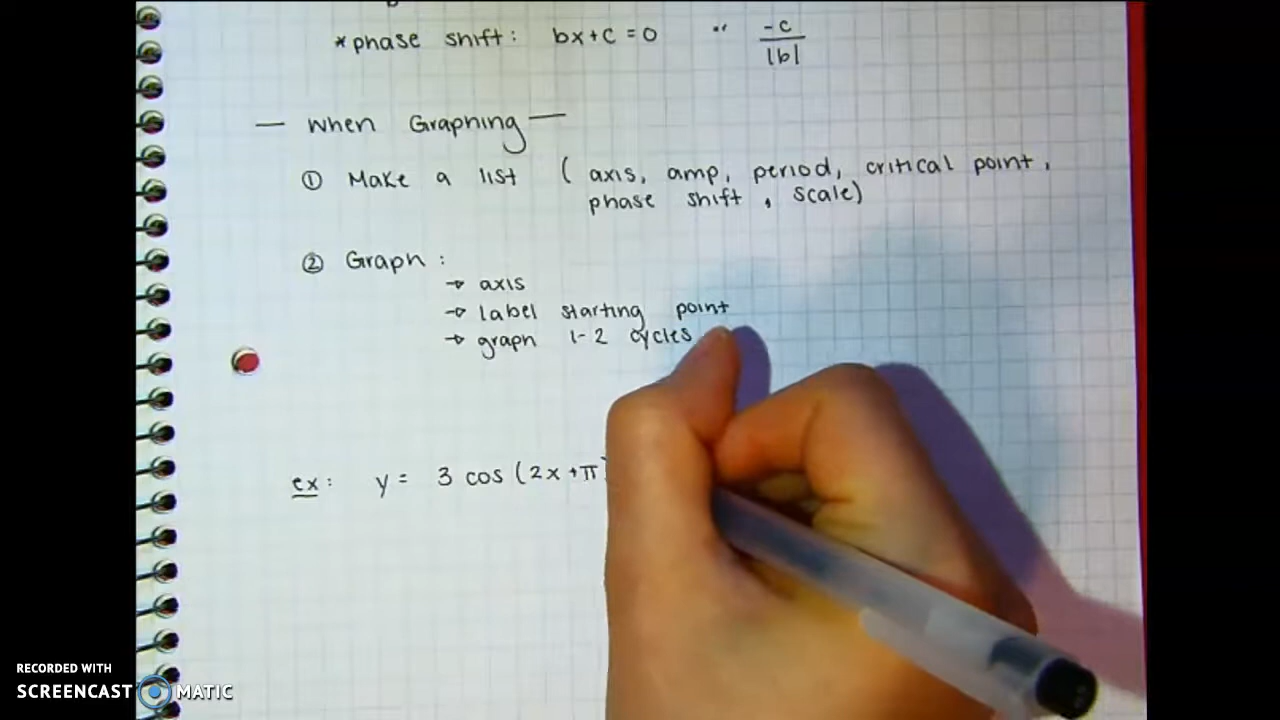 *phase shift: bx+c=0 or -c/|b|
— When Graphing —
① Make a list (axis, amp, period, critical point,
phase shift, scale)
② Graph:
→ axis
→ label starting point
→ graph 1-2 cycles
ex: y= 3 cos (2x+π
RECORDED WITH
SCREENCAST MATIC